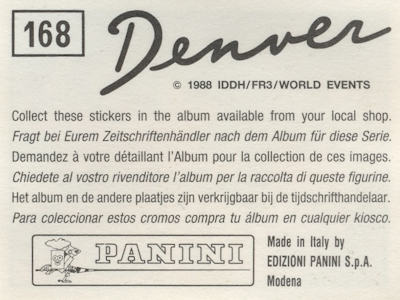 168
Denver
© 1988 IDDH/FR3/WORLD EVENTS
Collect these stickers in the album available from your local shop.
Fragt bei Eurem Zeitschriftenhändler nach dem Album für diese Serie.
Demandez à votre détaillant l'Album pour la collection de ces images.
Chiedete al vostro rivenditore l'album per la raccolta di queste figurine.
Het album en de andere plaatjes zijn verkrijgbaar bij de tijdschrifthandelaar.
Para coleccionar estos cromos compra tu álbum en cualquier kiosco.
PANINI
Made in Italy by
EDIZIONI PANINI S.p.A.
Modena